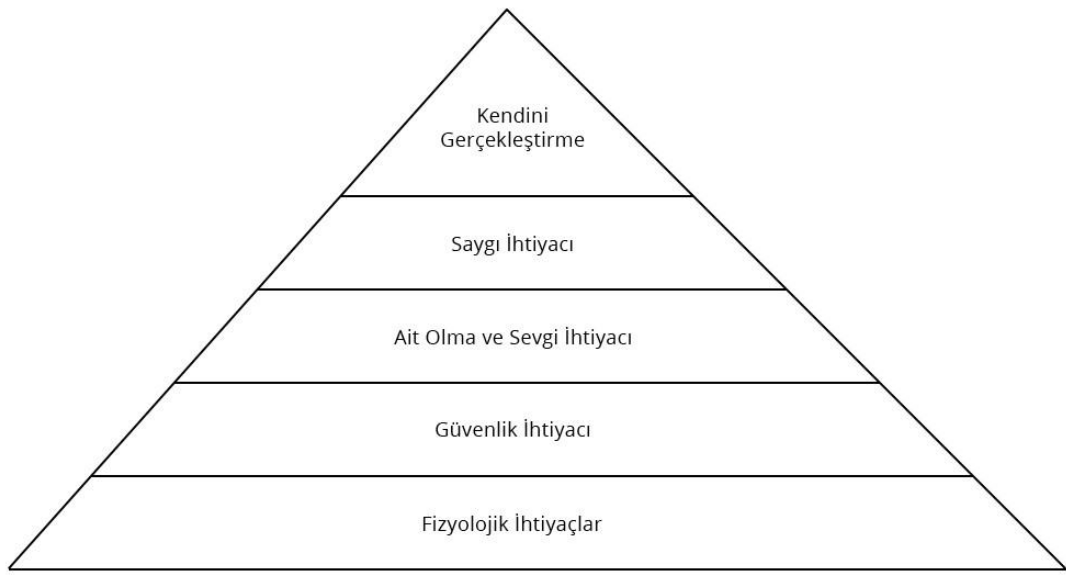 Kendini
Gerçekleştirme
Saygı İhtiyacı
Ait Olma ve Sevgi İhtiyacı
Güvenlik İhtiyacı
Fizyolojik İhtiyaçlar